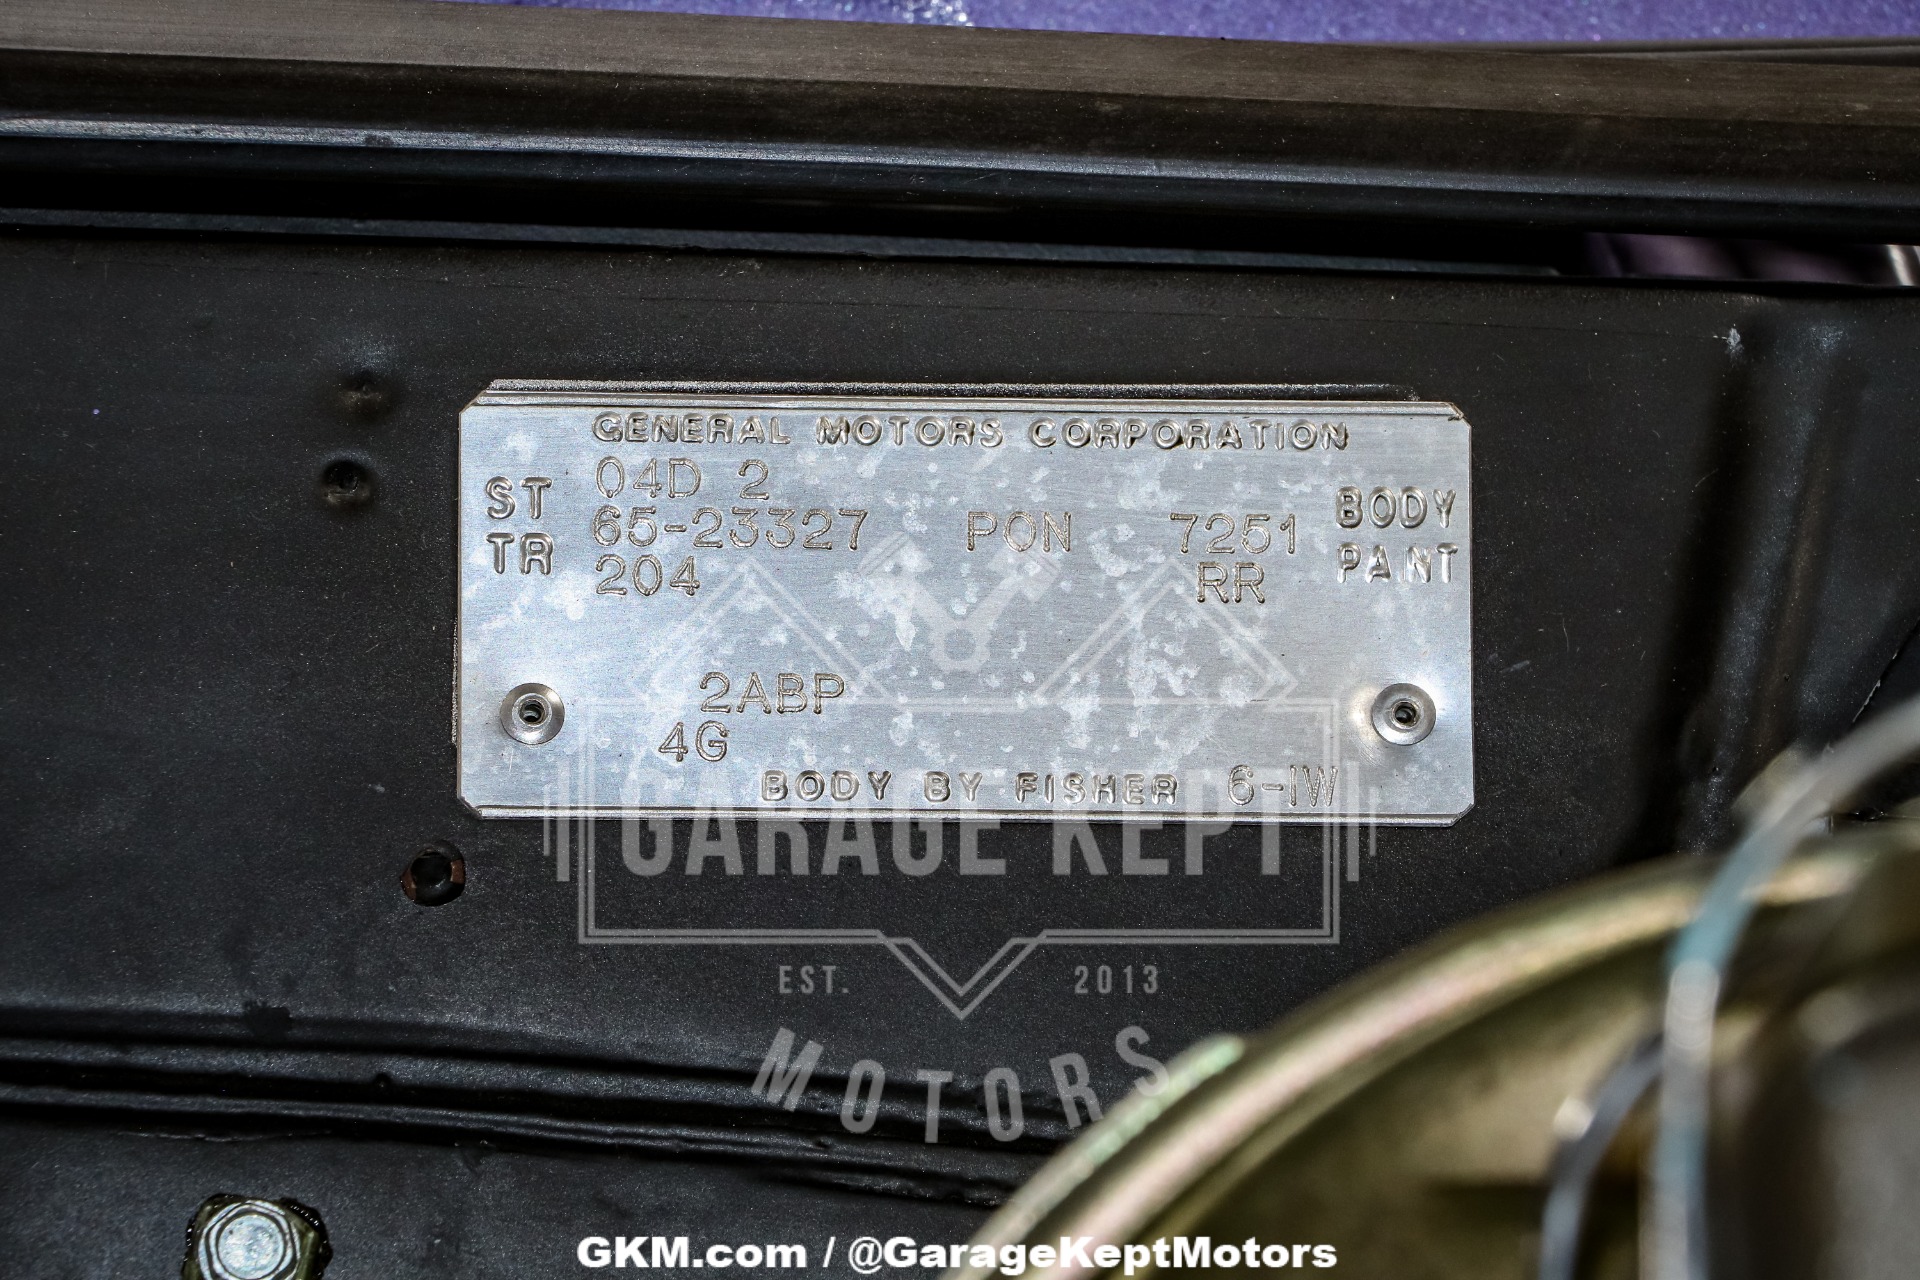 GENERAL MOTORS CORPORATION
04D 2
ST 65-23327 PON 7251 BODY
TR 204 RR PAINT
2ABP
4G
BODY BY FISHER 6-1W
GARAGE KEPT
EST. 2013
MOTORS
GKM.com / @GarageKeptMotors